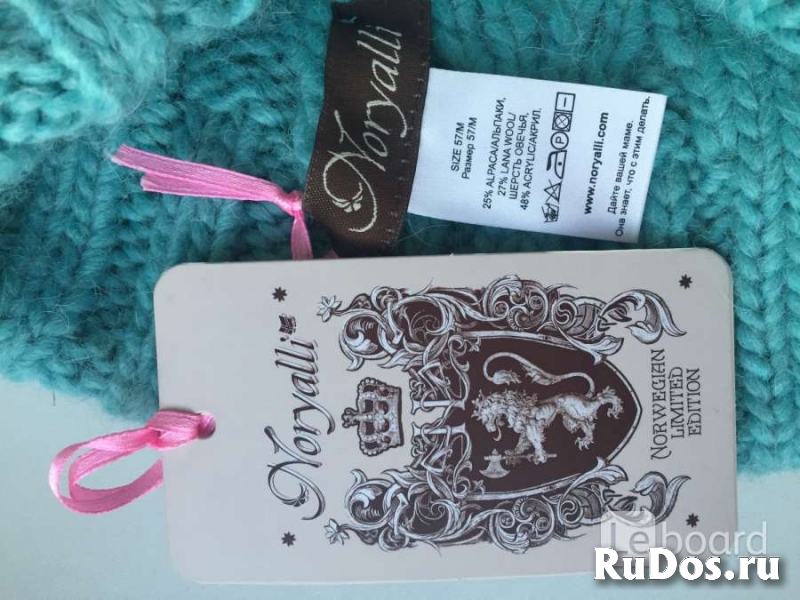 Noryalli
SIZE 57/M
Размер 57/M
25% ALPACA/АЛЬПАКИ,
27% LANA WOOL/
ШЕРСТЬ ОВЕЧЬЯ,
48% ACRYLIC/АКРИЛ.
www.noryalli.com
Дайте вашей маме.
Она знает, что с этим делать.
Noryalli
NORWEGIAN
LIMITED
EDITION
leboard
RuDos.ru